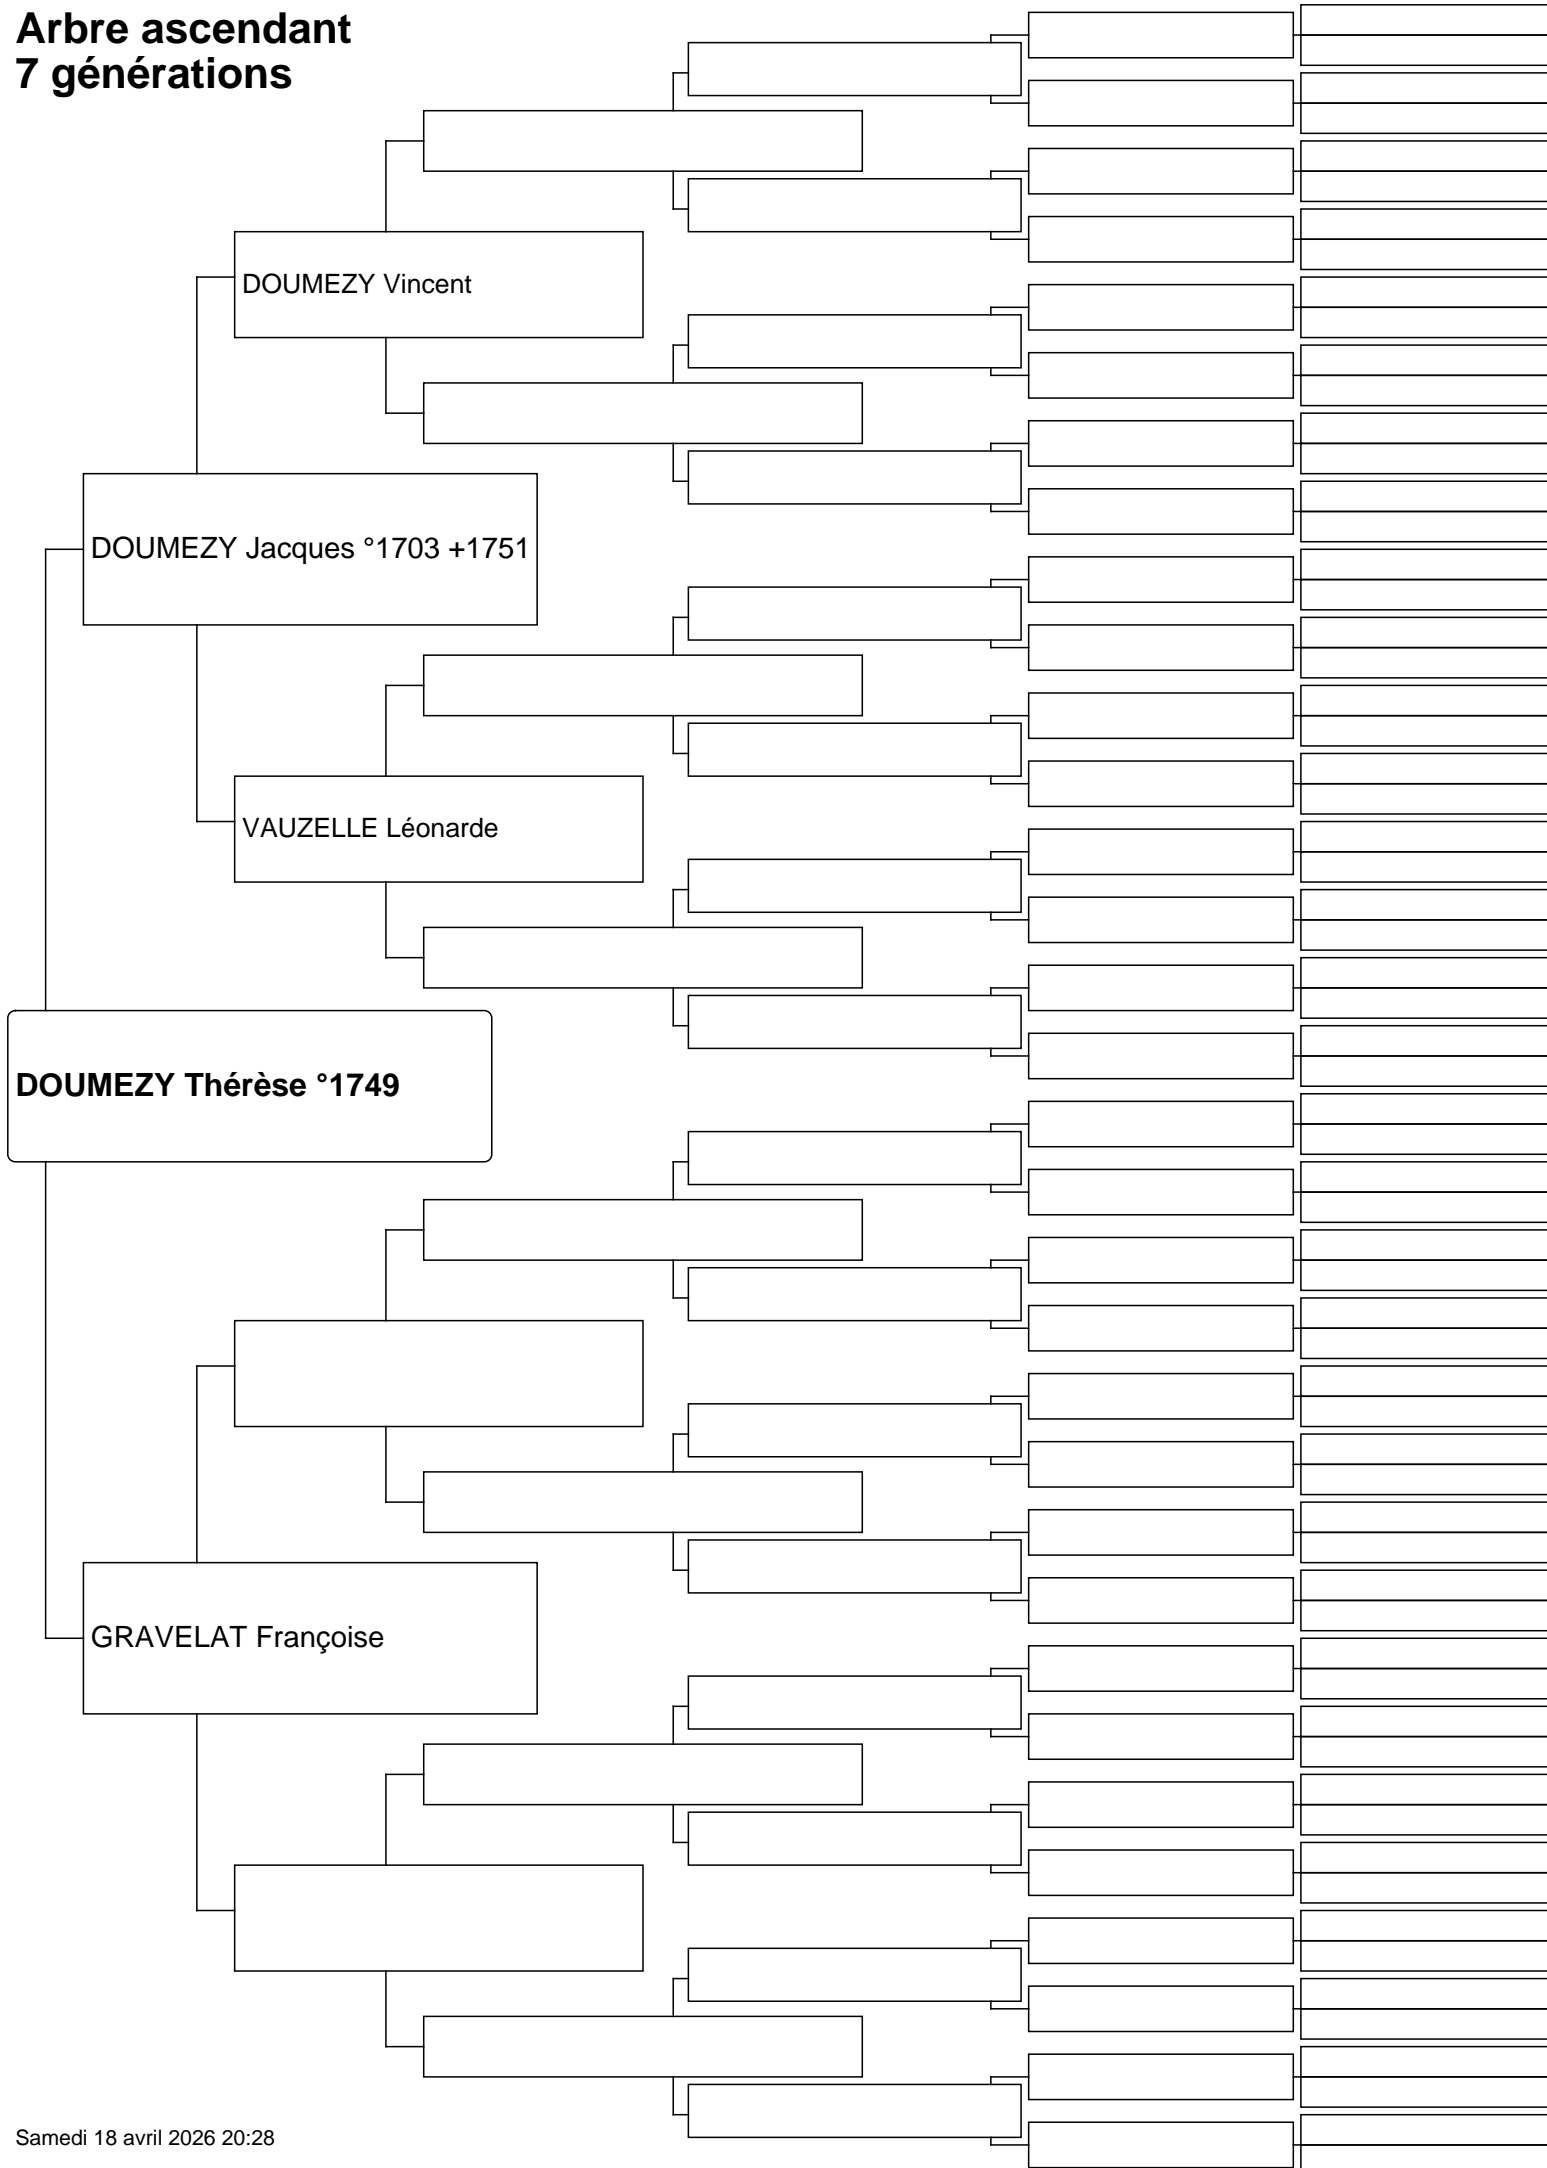 Arbre ascendant
7 générations
DOUMEZY Vincent
DOUMEZY Jacques °1703 +1751
VAUZELLE Léonarde
DOUMEZY Thérèse °1749
GRAVELAT Françoise
Samedi 18 avril 2026 20:28